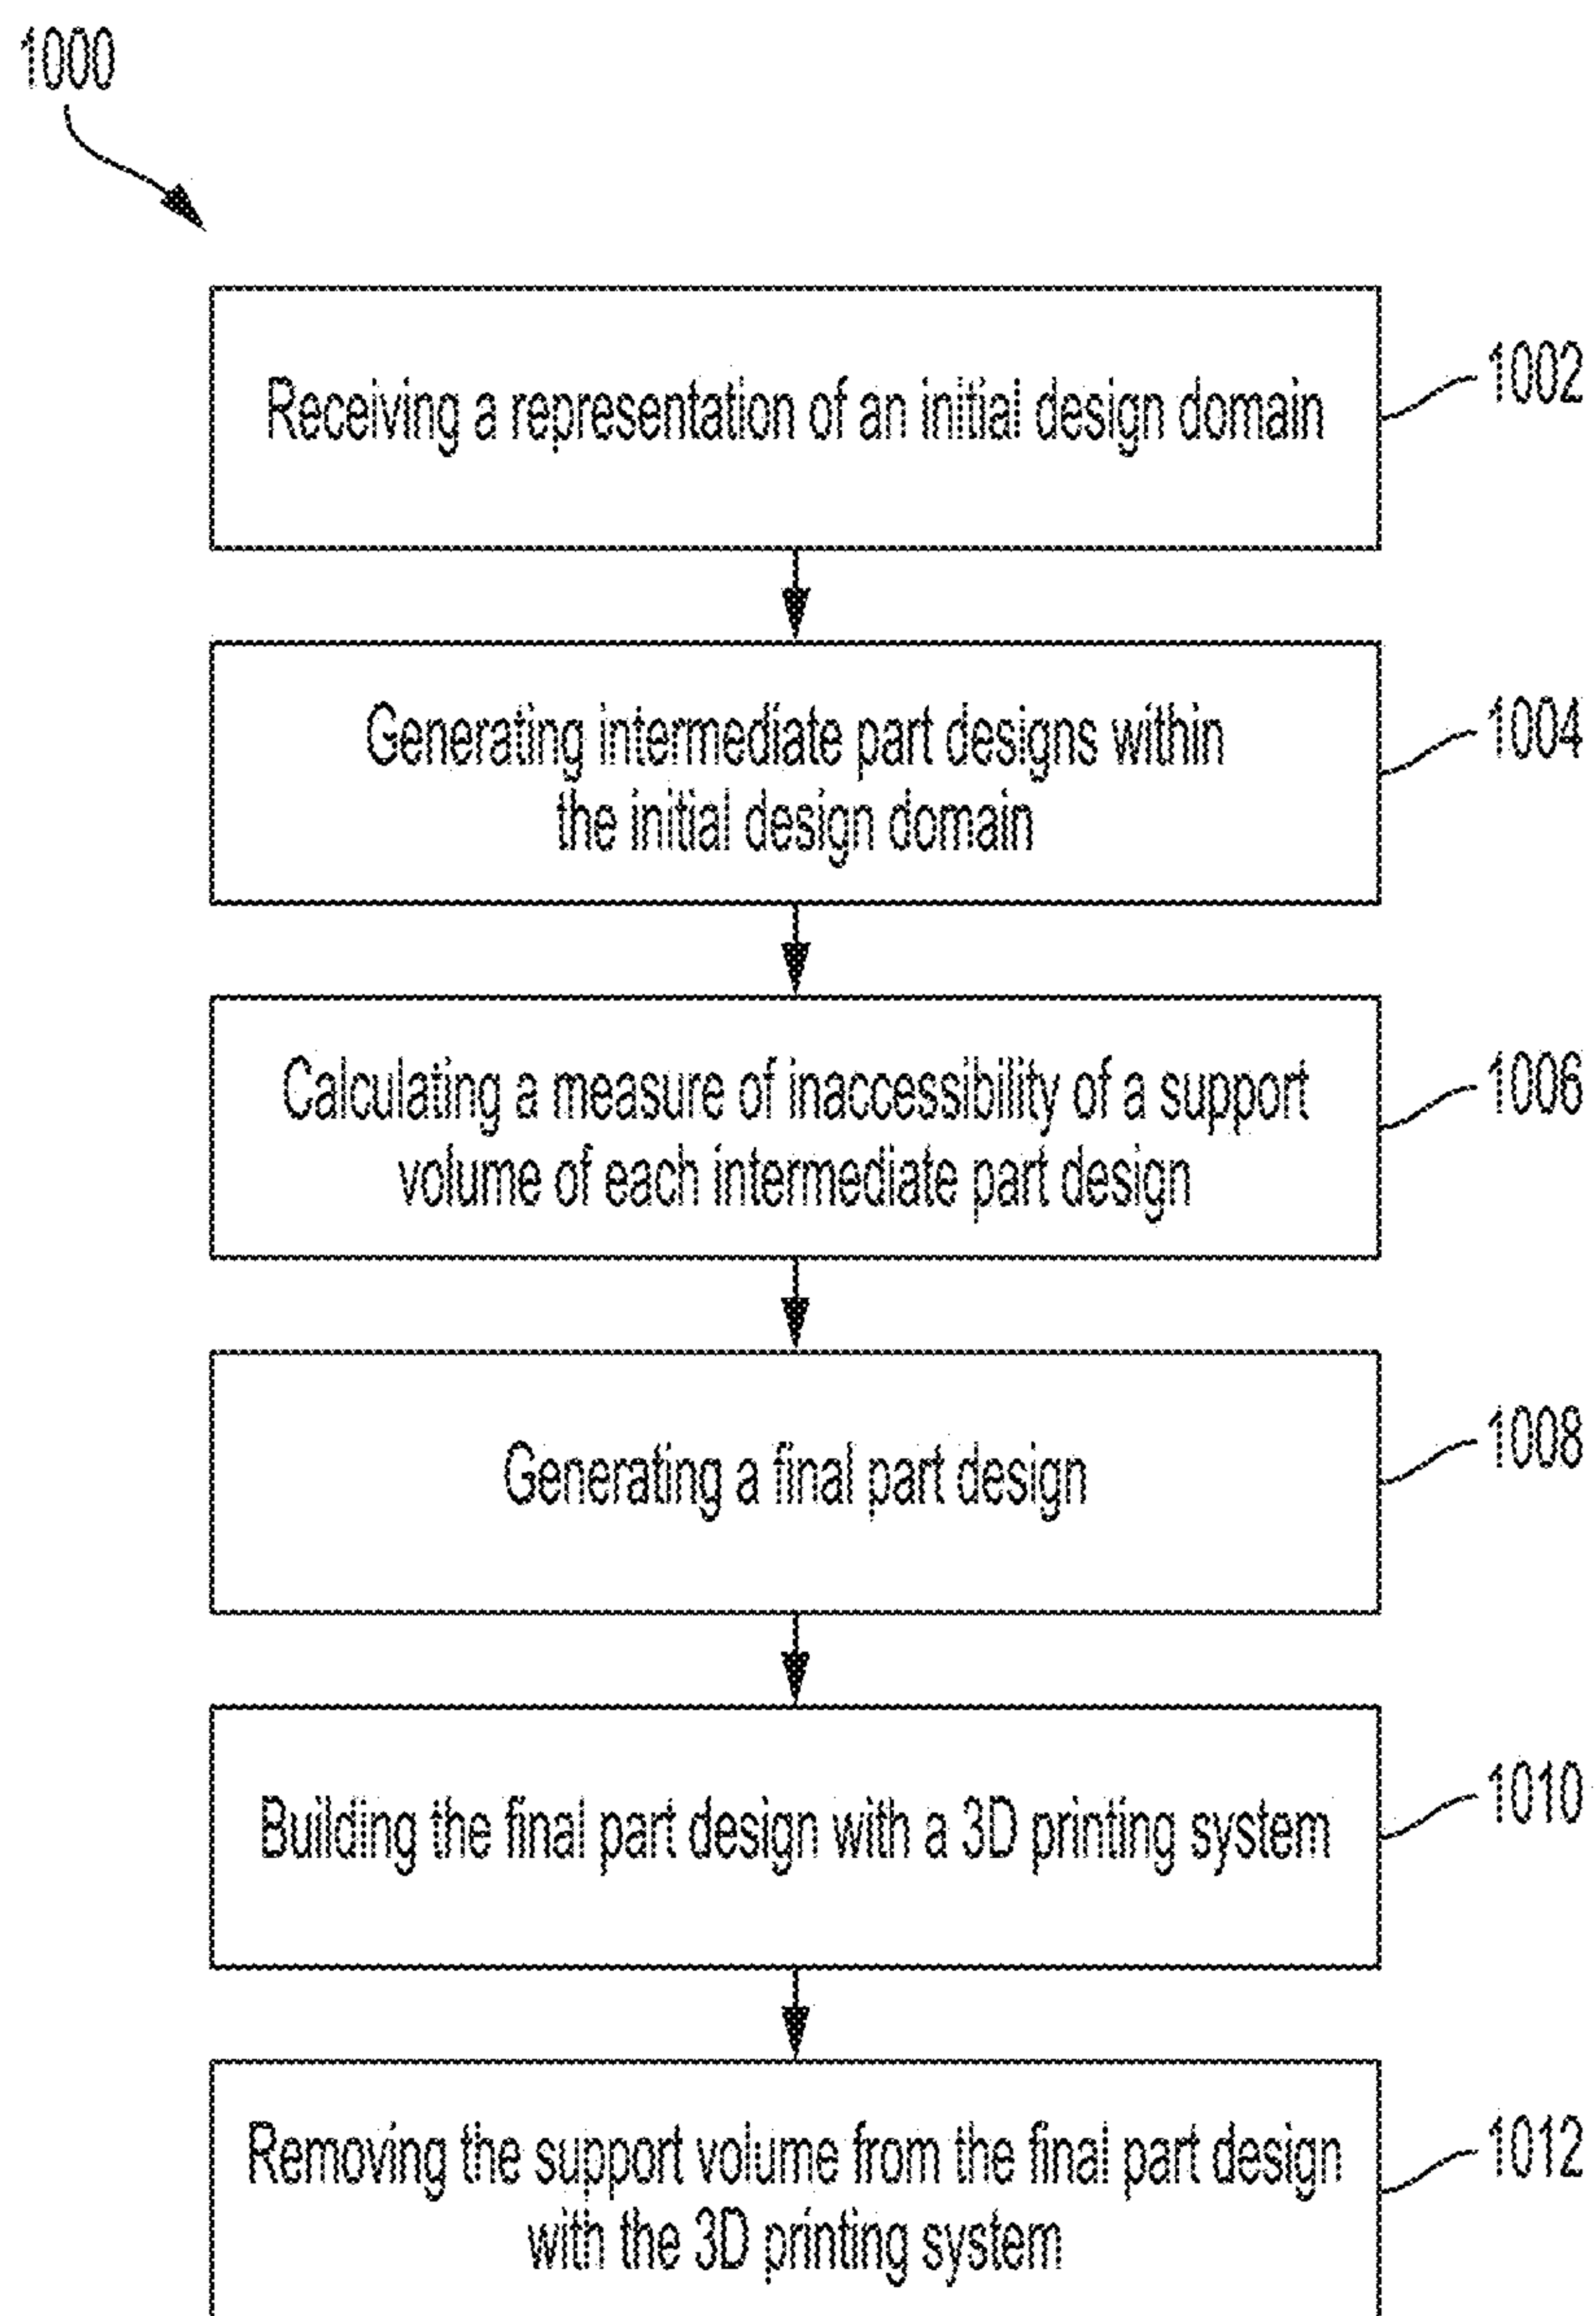 1000
Receiving a representation of an initial design domain
1002
Generating intermediate part designs within
the initial design domain
1004
Calculating a measure of inaccessibility of a support
volume of each intermediate part design
1006
Generating a final part design
1008
Building the final part design with a 3D printing system
1010
Removing the support volume from the final part design
with the 3D printing system
1012